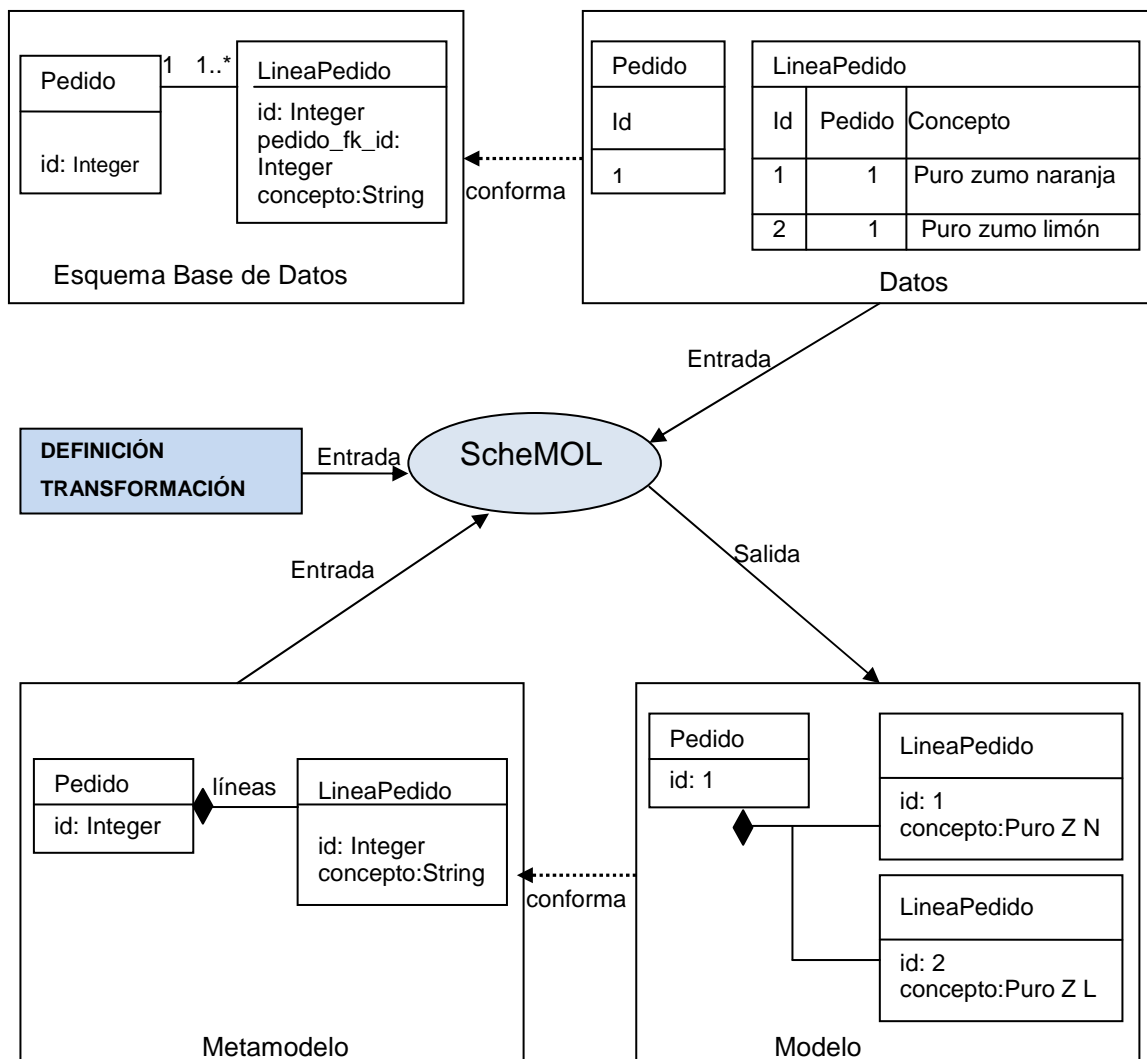 Pedido
1 1..*
LineaPedido
id: Integer
id: Integer
pedido_fk_id:
Integer
concepto:String
Esquema Base de Datos
conforma
Pedido
Id
1
LineaPedido
Id Pedido Concepto
1 1 Puro zumo naranja
2 1 Puro zumo limón
Datos
Entrada
DEFINICIÓN
TRANSFORMACIÓN
Entrada
ScheMOL
Entrada
Salida
Pedido
id: Integer
líneas
LineaPedido
id: Integer
concepto:String
Metamodelo
conforma
Pedido
id: 1
LineaPedido
id: 1
concepto:Puro Z N
LineaPedido
id: 2
concepto:Puro Z L
Modelo